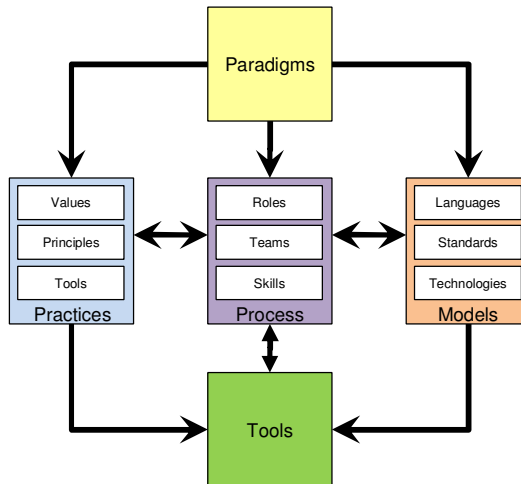 Paradigms
Values
Principles
Tools
Practices
Roles
Teams
Skills
Process
Languages
Standards
Technologies
Models
Tools